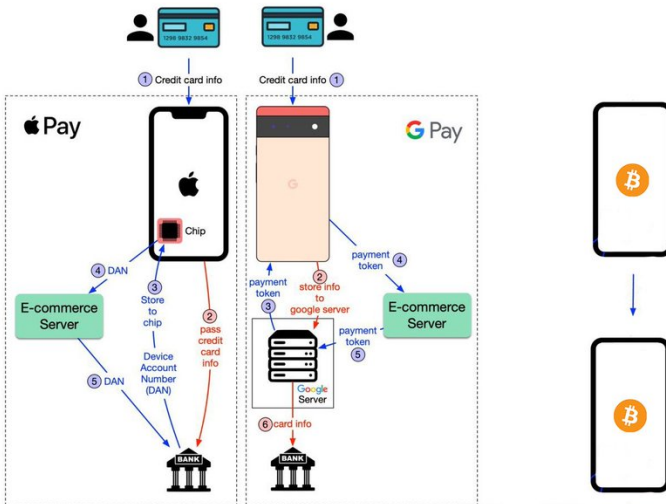 1298 9832 8654
1298 9832 8654
1 Credit card info
Credit card info 1
Pay
G Pay
Chip
4 DAN
3
Store
to
chip
2
pass
credit
card
info
E-commerce
Server
Device
Account
Number
(DAN)
5 DAN
BANK
G
payment
token
3
2
store info
to
google server
payment
token
4
E-commerce
Server
payment
token
5
Google
Server
6 card info
BANK
₿
₿